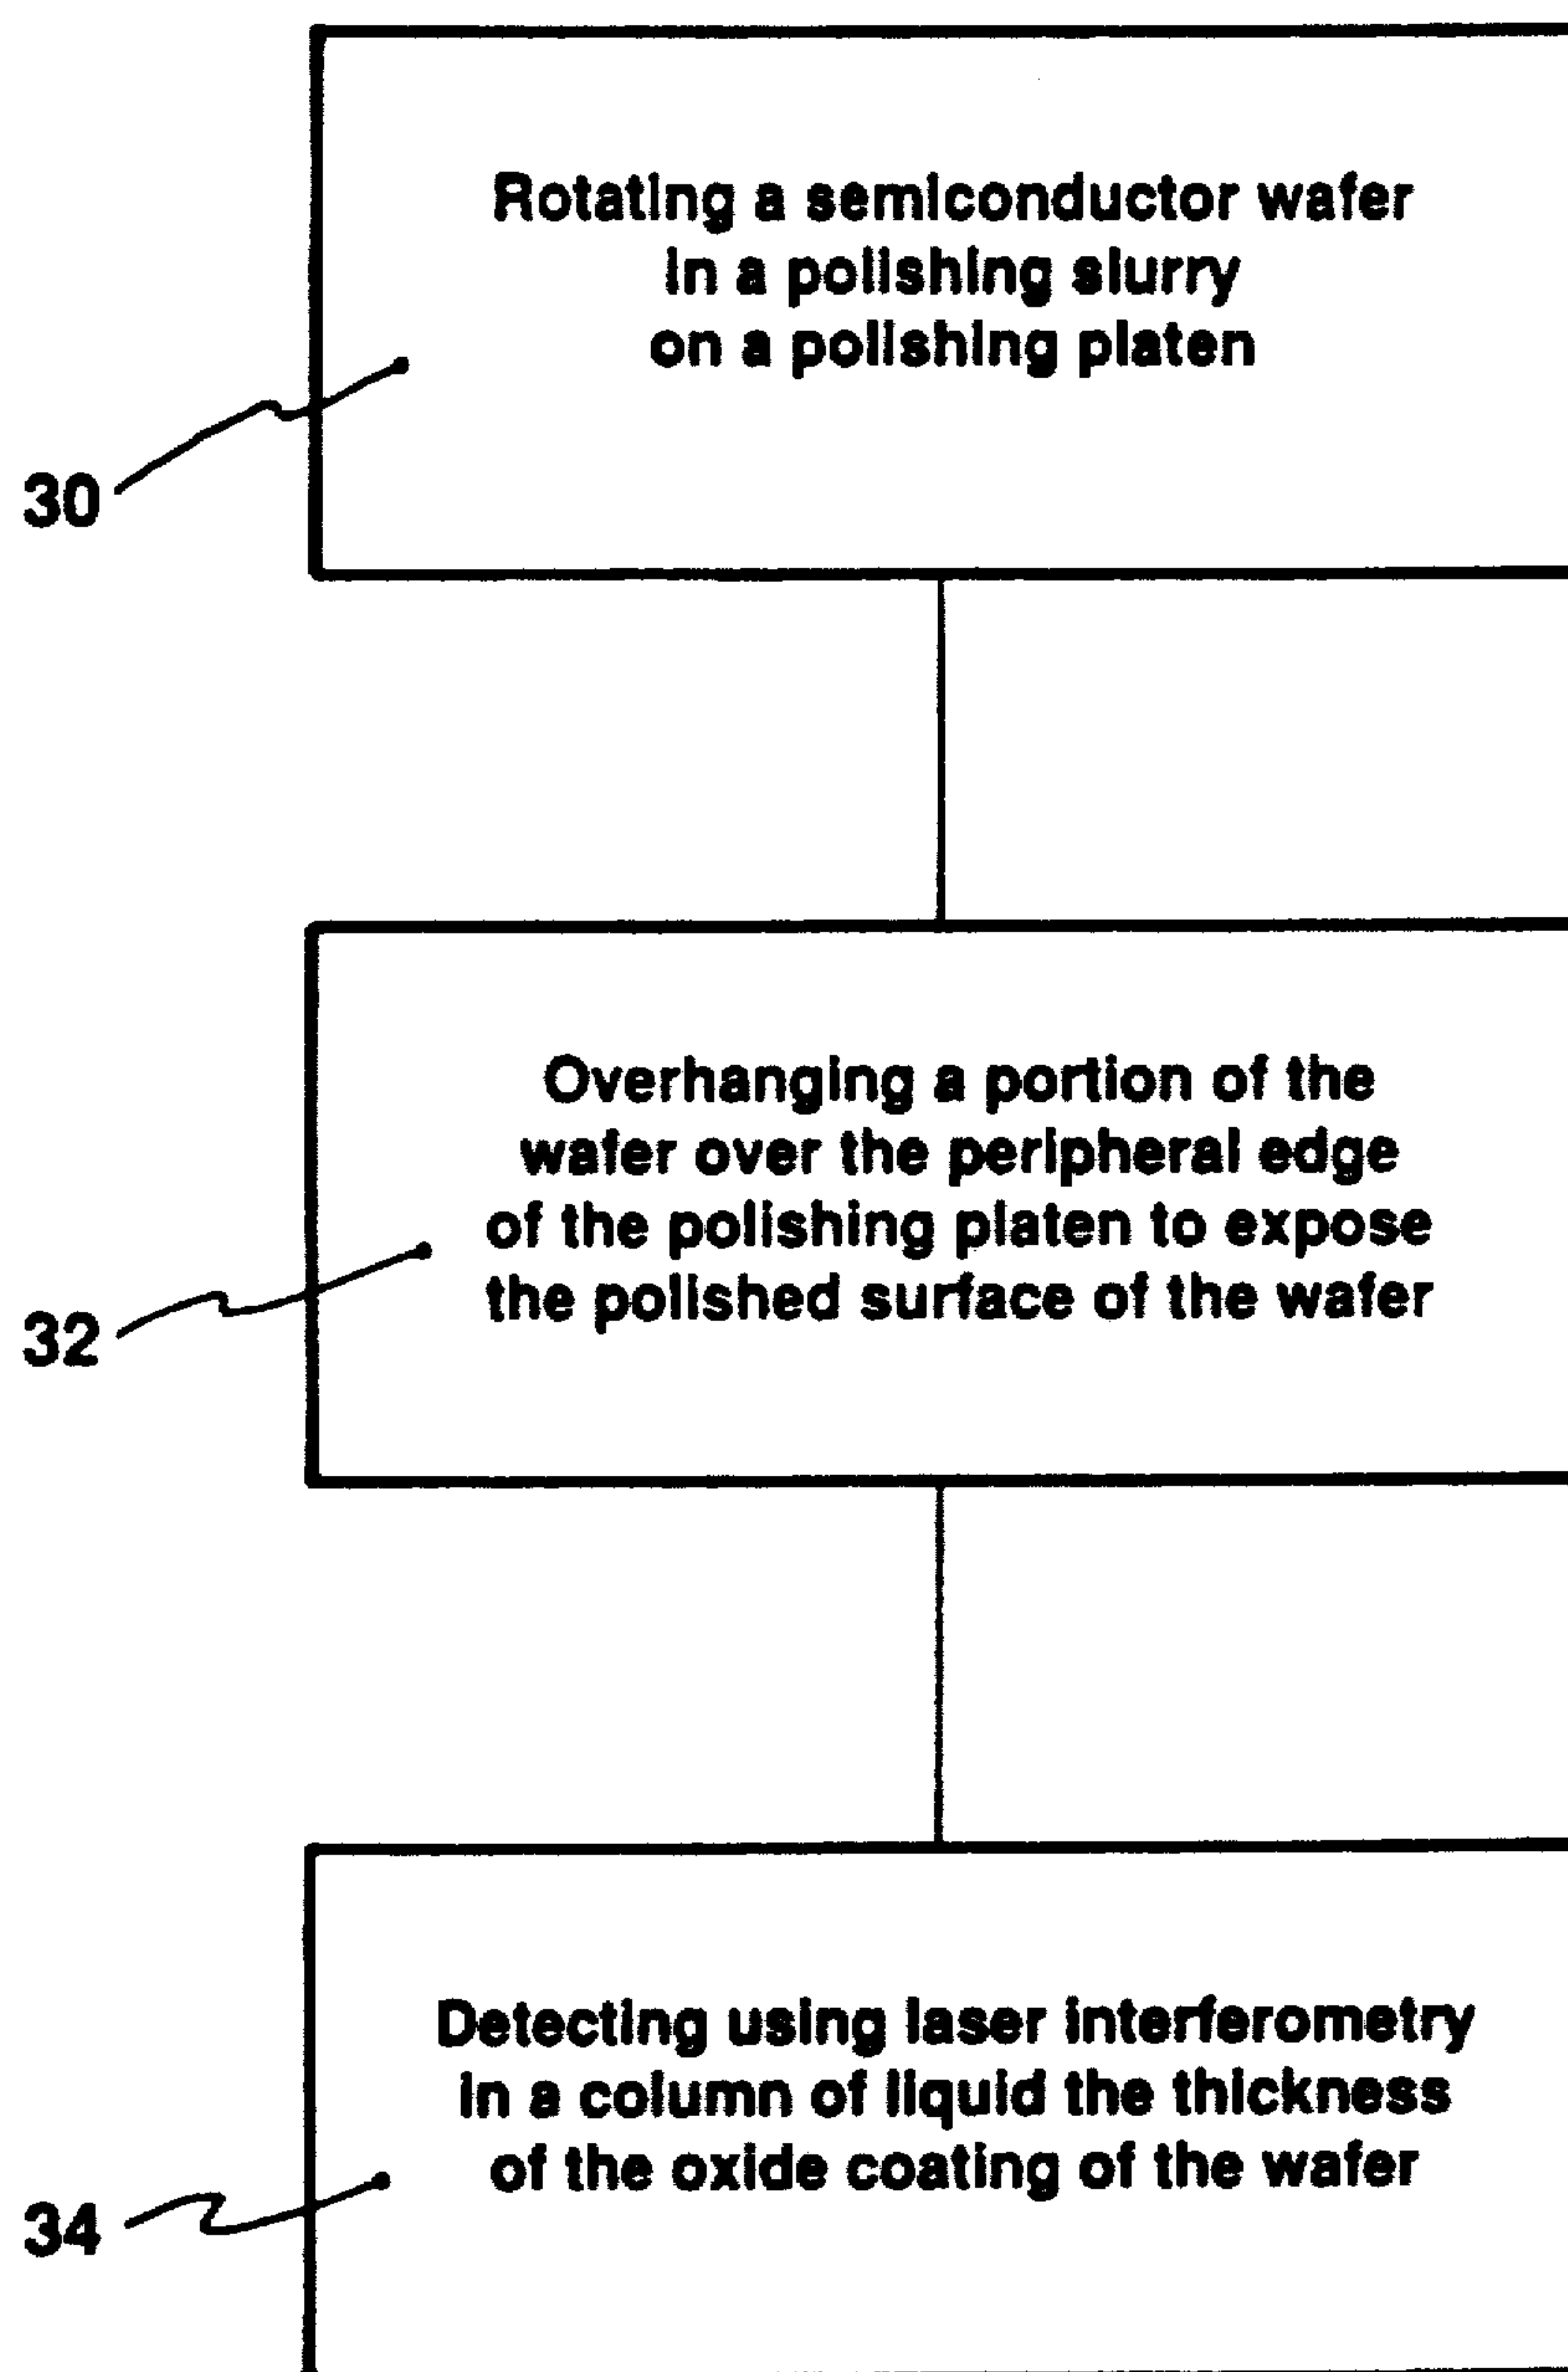 Rotating a semiconductor wafer
in a polishing slurry
on a polishing platen
30
Overhanging a portion of the
wafer over the peripheral edge
of the polishing platen to expose
the polished surface of the wafer
32
Detecting using laser interferometry
in a column of liquid the thickness
of the oxide coating of the wafer
34